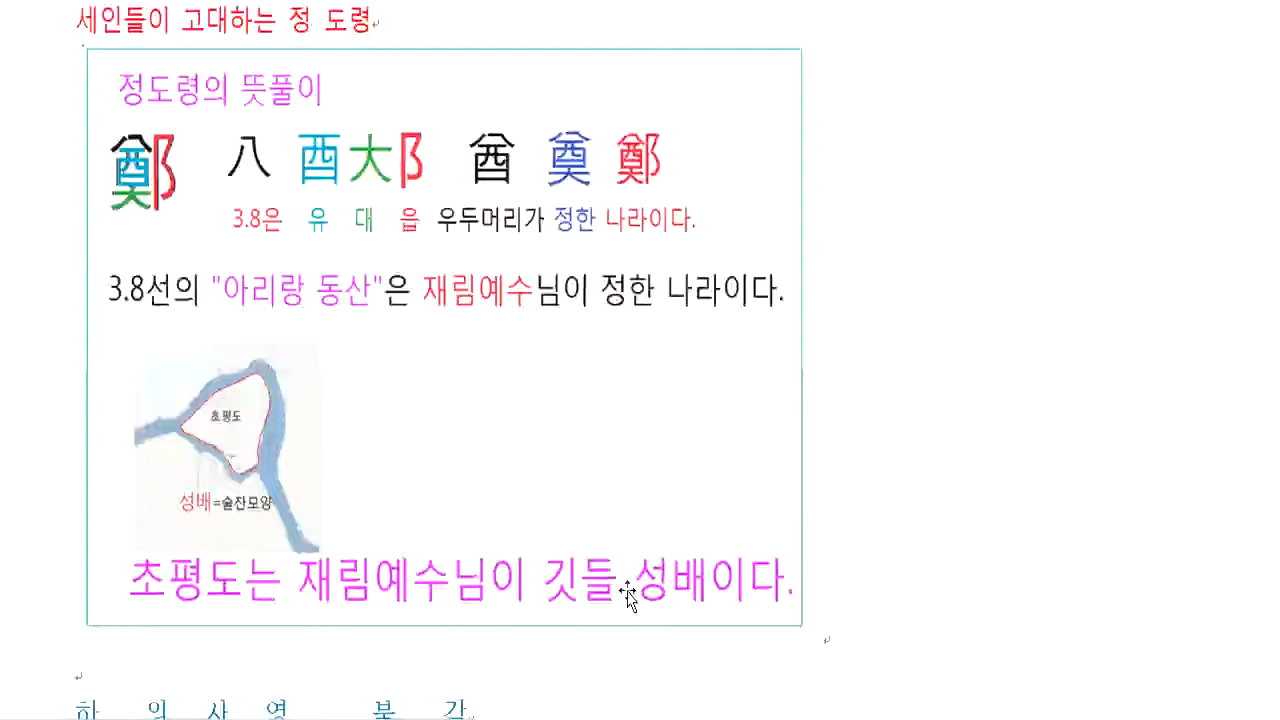 세인들이 고대하는 정 도령
정도령의 뜻풀이
鄭 八 酉 大 阝 酋 奠 鄭
3.8은 유 대 읍 우두머리가 정한 나라이다.
3.8선의 "아리랑 동산"은 재림예수님이 정한 나라이다.
초평도
성배=술잔모양
초평도는 재림예수님이 깃들 성배이다.